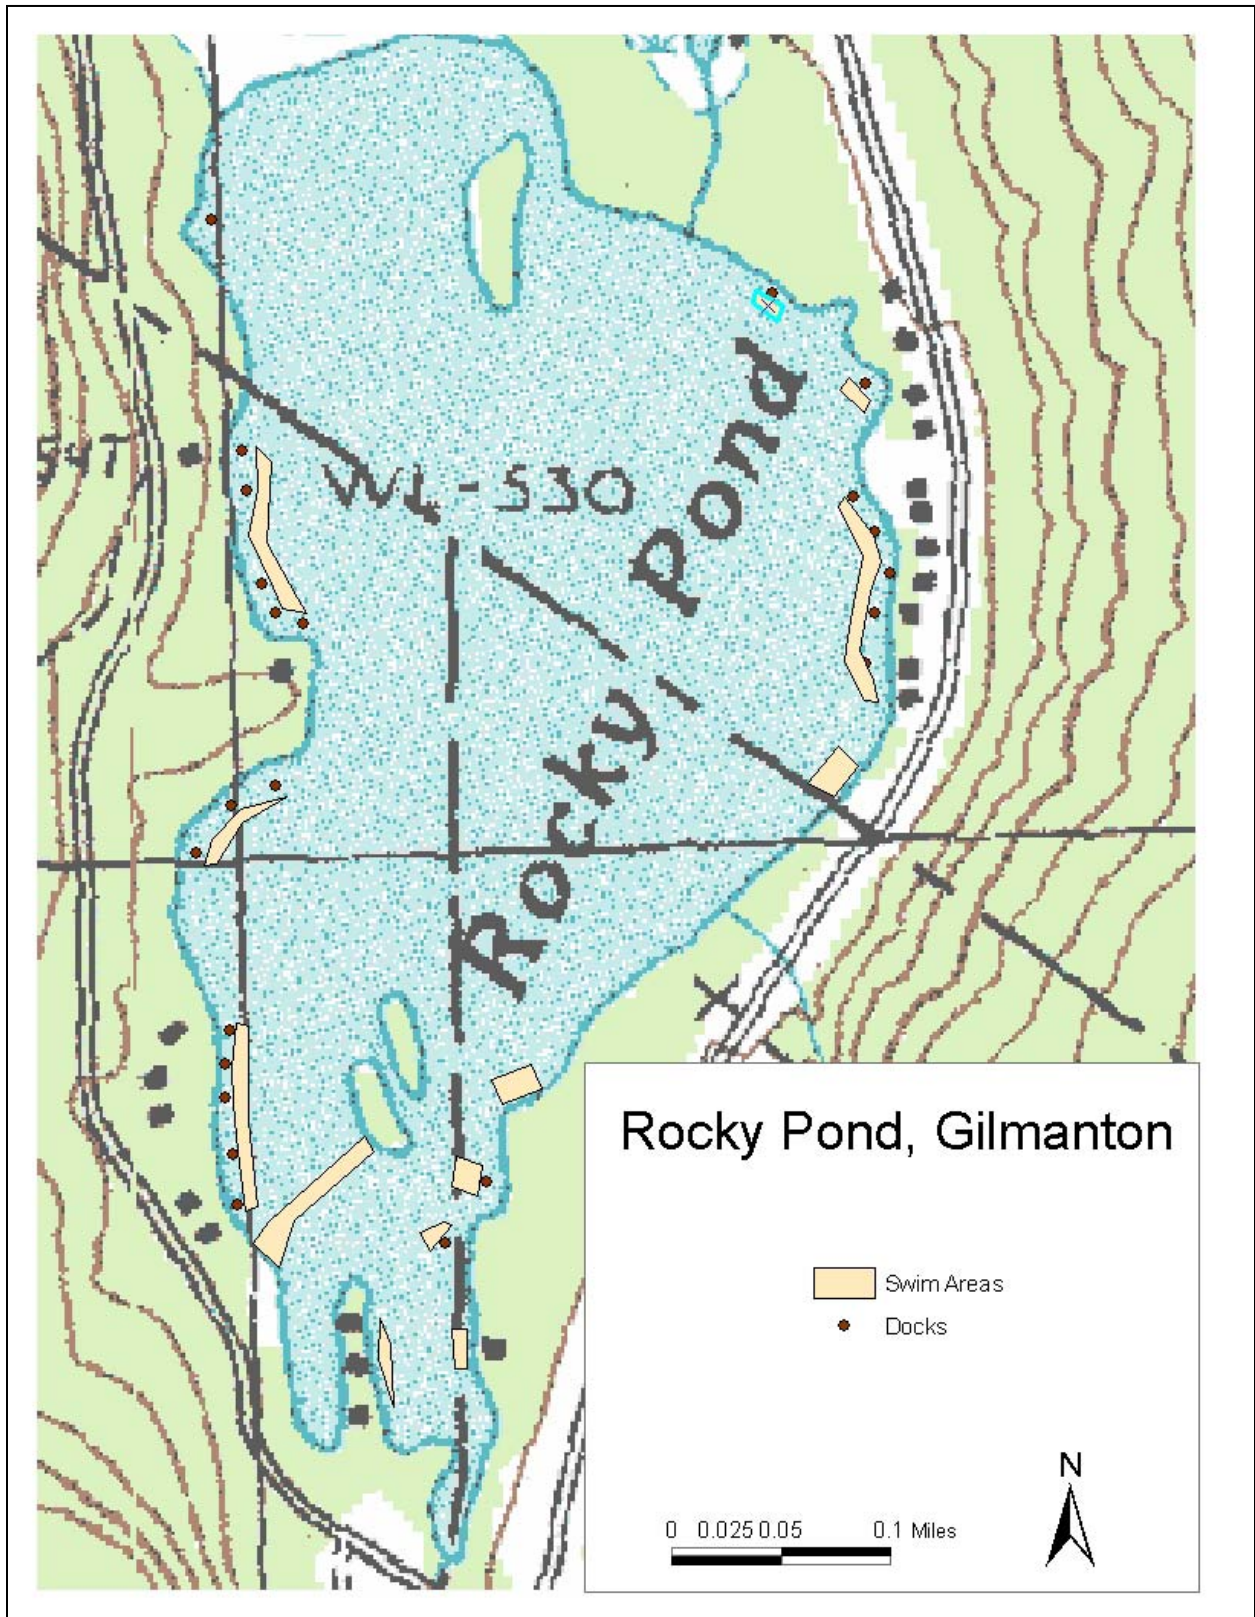 547
WL-530
Rocky Pond
Rocky Pond, Gilmanton
Swim Areas
Docks
N
0 0.025 0.05 0.1 Miles